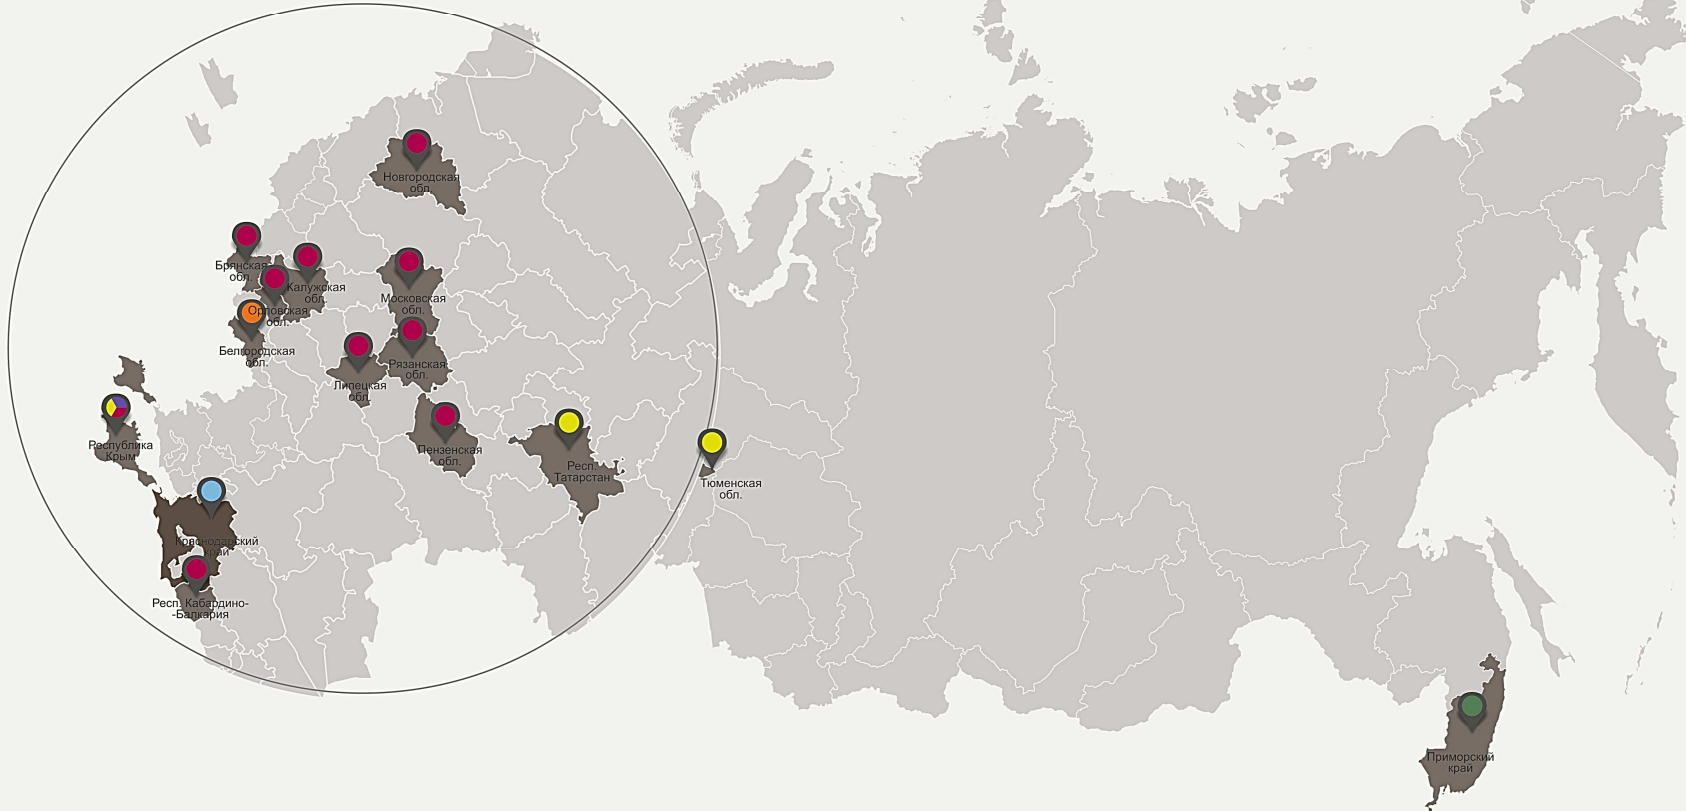 Новгородская
обл.
Брянская
обл.
Калужская
обл.
Московская
обл.
Орловская
обл.
Белгородская
обл.
Рязанская
обл.
Липецкая
обл.
Республика
Крым
Пензенская
обл.
Респ.
Татарстан
Тюменская
обл.
Краснодарский
край
Респ. Кабардино-
-Балкария
Приморский
край